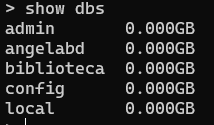 > show dbs
admin 0.000GB
angelabd 0.000GB
biblioteca 0.000GB
config 0.000GB
local 0.000GB